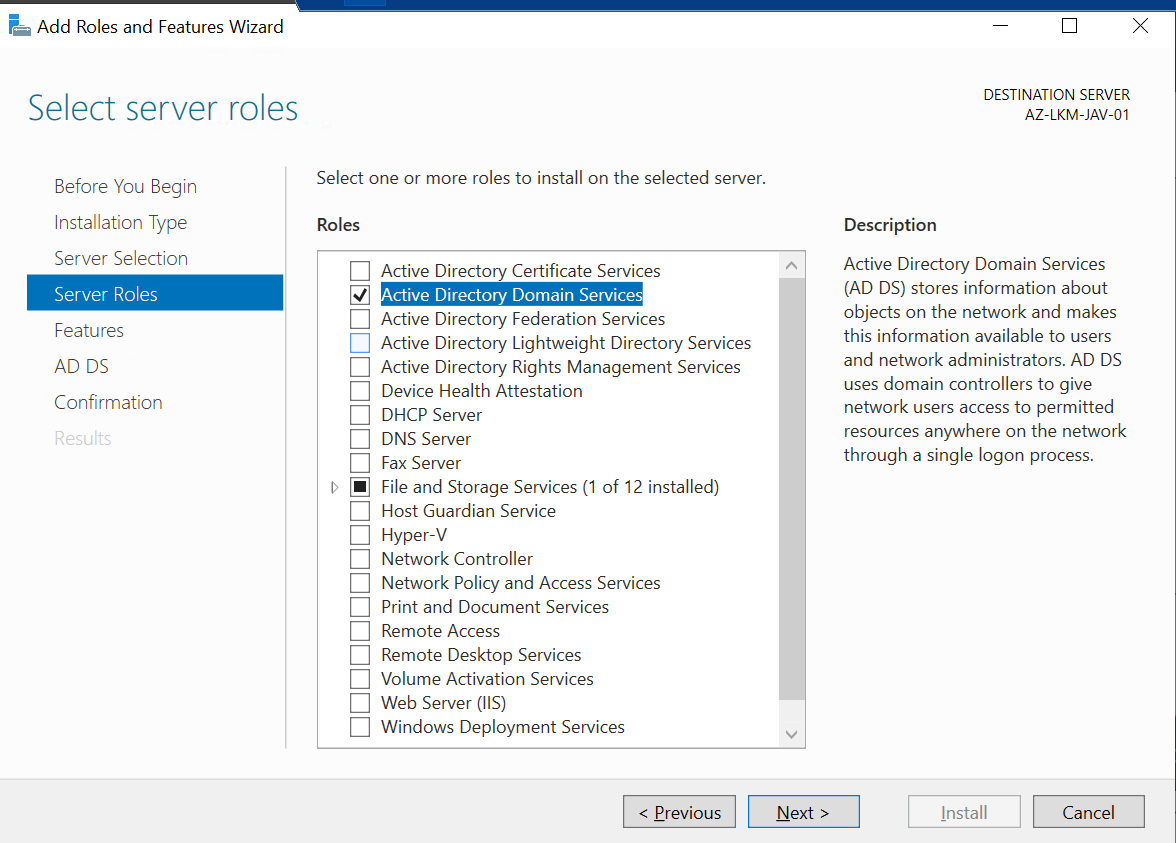 Add Roles and Features Wizard
Select server roles
DESTINATION SERVER
AZ-LKM-JAV-01
Before You Begin
Installation Type
Server Selection
Server Roles
Features
AD DS
Confirmation
Results
Select one or more roles to install on the selected server.
Roles
Active Directory Certificate Services
Active Directory Domain Services
Active Directory Federation Services
Active Directory Lightweight Directory Services
Active Directory Rights Management Services
Device Health Attestation
DHCP Server
DNS Server
Fax Server
File and Storage Services (1 of 12 installed)
Host Guardian Service
Hyper-V
Network Controller
Network Policy and Access Services
Print and Document Services
Remote Access
Remote Desktop Services
Volume Activation Services
Web Server (IIS)
Windows Deployment Services
Description
Active Directory Domain Services
(AD DS) stores information about
objects on the network and makes
this information available to users
and network administrators. AD DS
uses domain controllers to give
network users access to permitted
resources anywhere on the network
through a single logon process.
< Previous
Next >
Install
Cancel